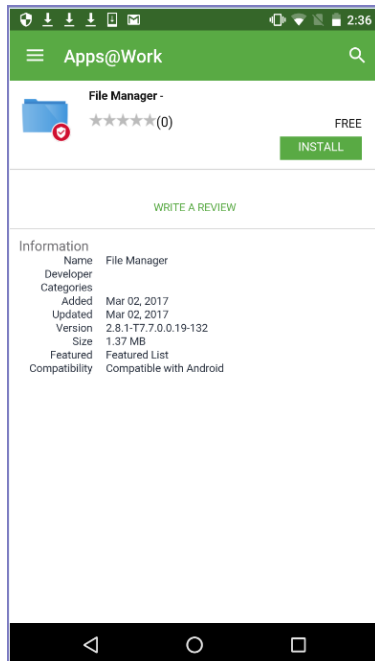 2:36
Apps@Work
File Manager -
(0)
FREE
INSTALL
WRITE A REVIEW
Information
Name File Manager
Developer
Categories
Added Mar 02, 2017
Updated Mar 02, 2017
Version 2.8.1-T7.7.0.0.19-132
Size 1.37 MB
Featured Featured List
Compatibility Compatible with Android